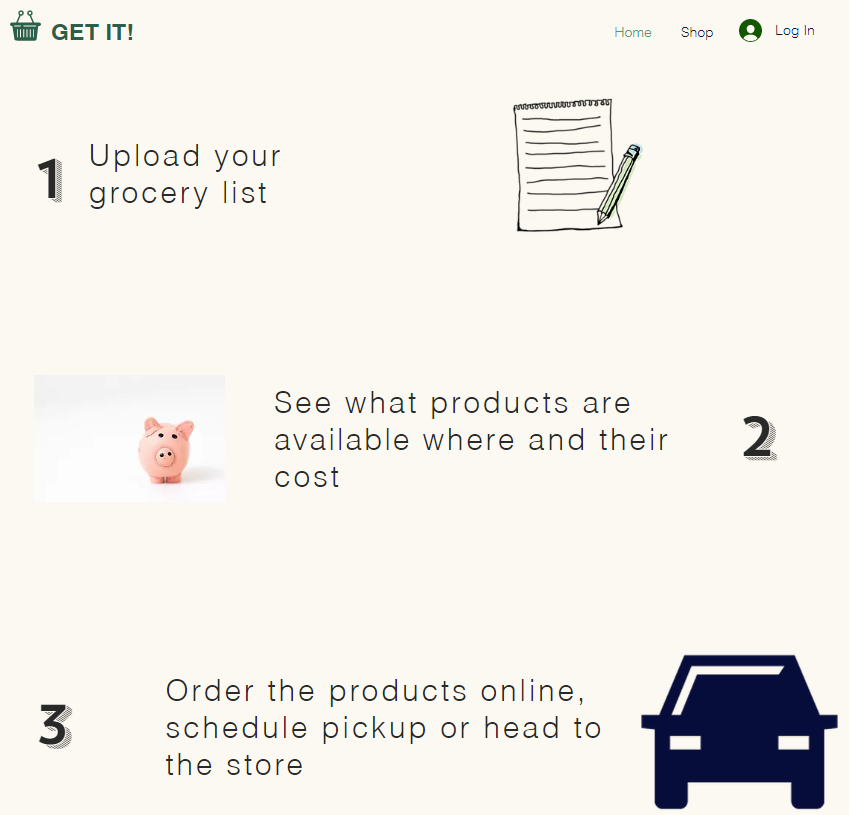 GET IT!
Home
Shop
Log In
1
Upload your
grocery list
See what products are
available where and their
cost
2
3
Order the products online,
schedule pickup or head to
the store